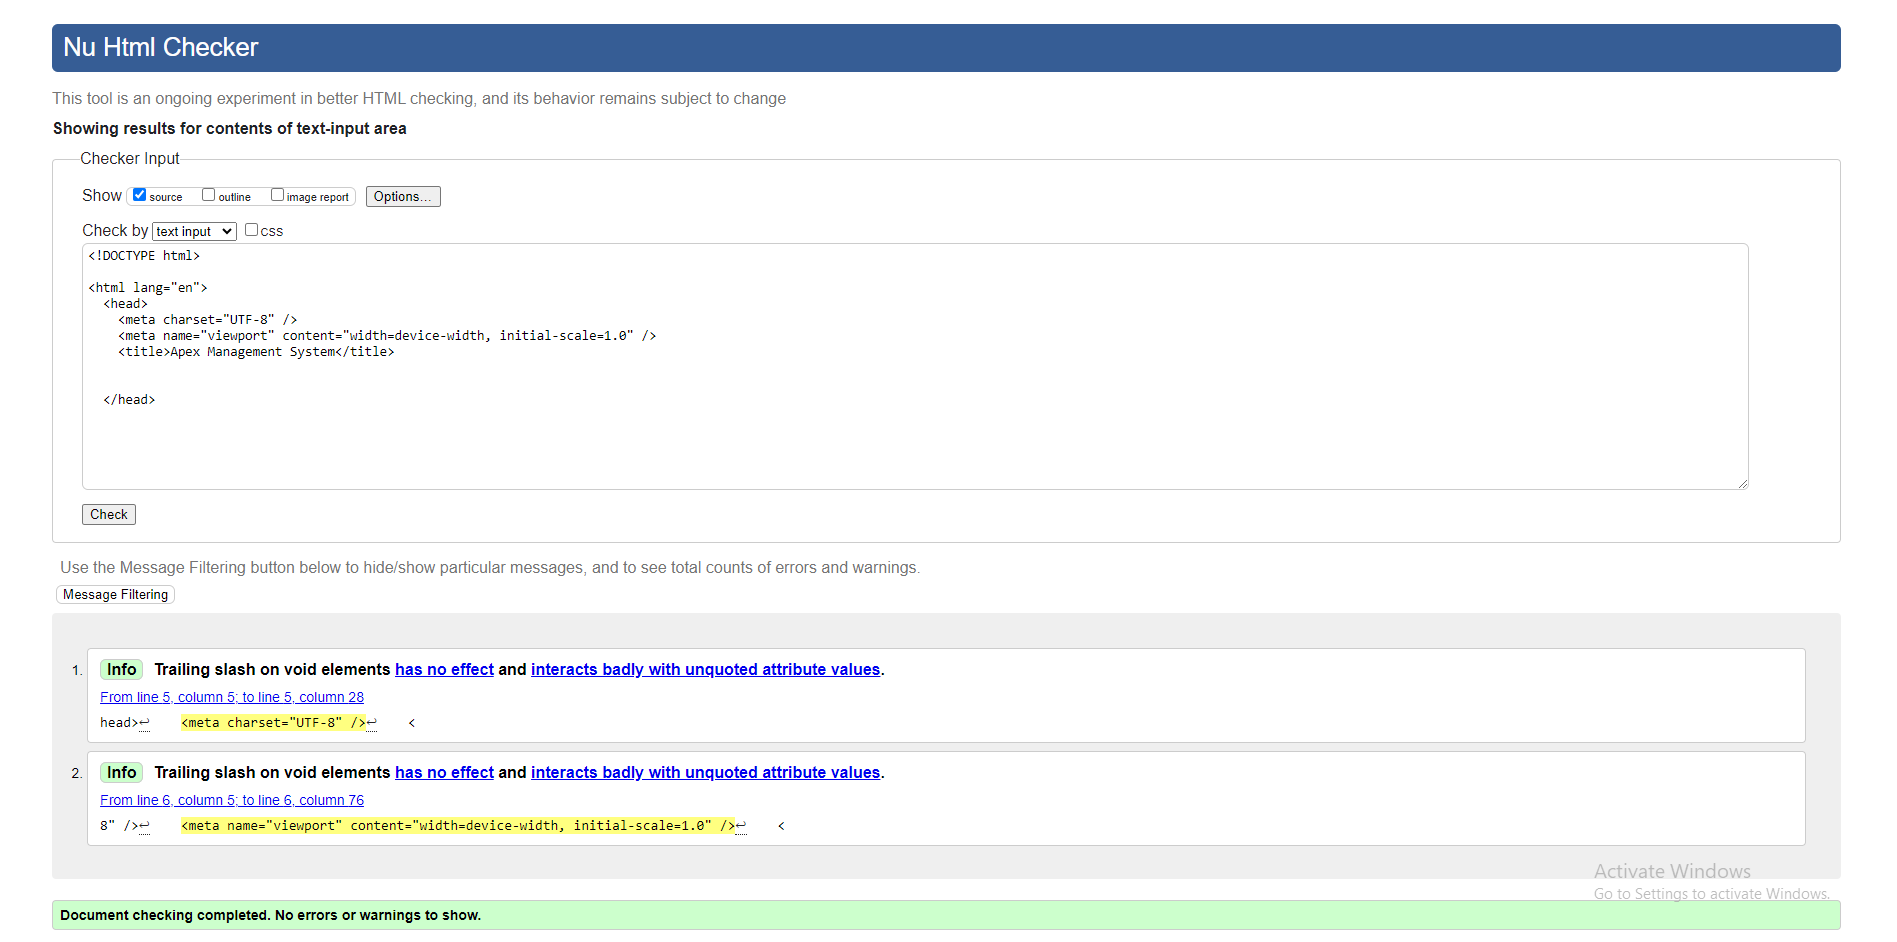 Nu Html Checker
This tool is an ongoing experiment in better HTML checking, and its behavior remains subject to change
Showing results for contents of text-input area
Checker Input
Show source outline image report Options...
Check by text input css
<!DOCTYPE html>
<html lang="en">
<head>
<meta charset="UTF-8" />
<meta name="viewport" content="width=device-width, initial-scale=1.0" />
<title>Apex Management System</title>
</head>
Check
Use the Message Filtering button below to hide/show particular messages, and to see total counts of errors and warnings.
Message Filtering
1. Info Trailing slash on void elements has no effect and interacts badly with unquoted attribute values.
From line 5, column 5; to line 5, column 28
head>↩ <meta charset="UTF-8" />↩ <
2. Info Trailing slash on void elements has no effect and interacts badly with unquoted attribute values.
From line 6, column 5; to line 6, column 76
8" />↩ <meta name="viewport" content="width=device-width, initial-scale=1.0" />↩ <
Activate Windows
Go to Settings to activate Windows.
Document checking completed. No errors or warnings to show.